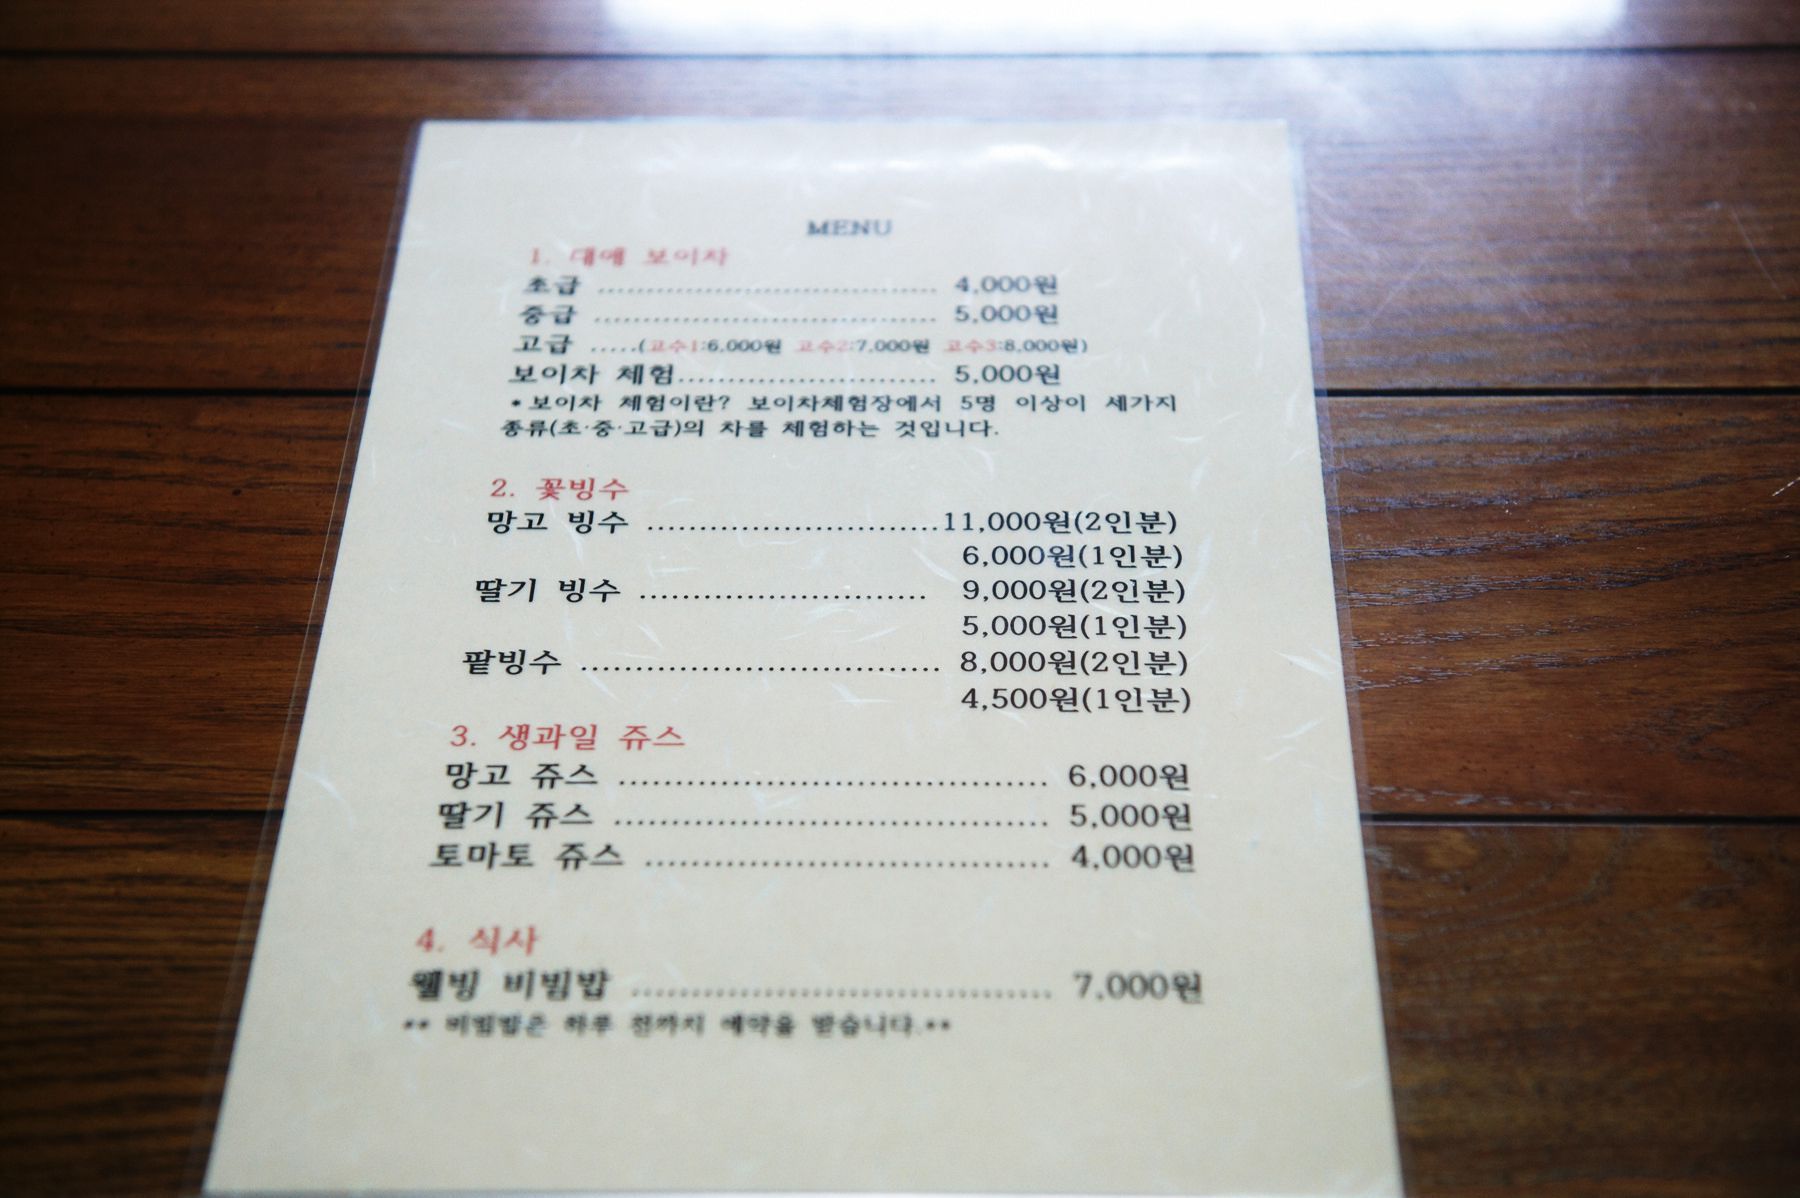 MENU
1. 대예 보이차
초급 .................................... 4,000원
중급 .................................... 5,000원
고급 .....(고수1:6,000원 고수2:7,000원 고수3:8,000원)
보이차 체험........................... 5,000원
*보이차 체험이란? 보이차체험장에서 5명 이상이 세가지
종류(초·중·고급)의 차를 체험하는 것입니다.
2. 꽃빙수
망고 빙수 ............................11,000원(2인분)
6,000원(1인분)
딸기 빙수 ............................ 9,000원(2인분)
5,000원(1인분)
팥빙수 ................................... 8,000원(2인분)
4,500원(1인분)
3. 생과일 쥬스
망고 쥬스 ........................................ 6,000원
딸기 쥬스 ........................................ 5,000원
토마토 쥬스 ..................................... 4,000원
4. 식사
웰빙 비빔밥 ..................................... 7,000원
** 비빔밥은 하루 전까지 예약을 받습니다.**